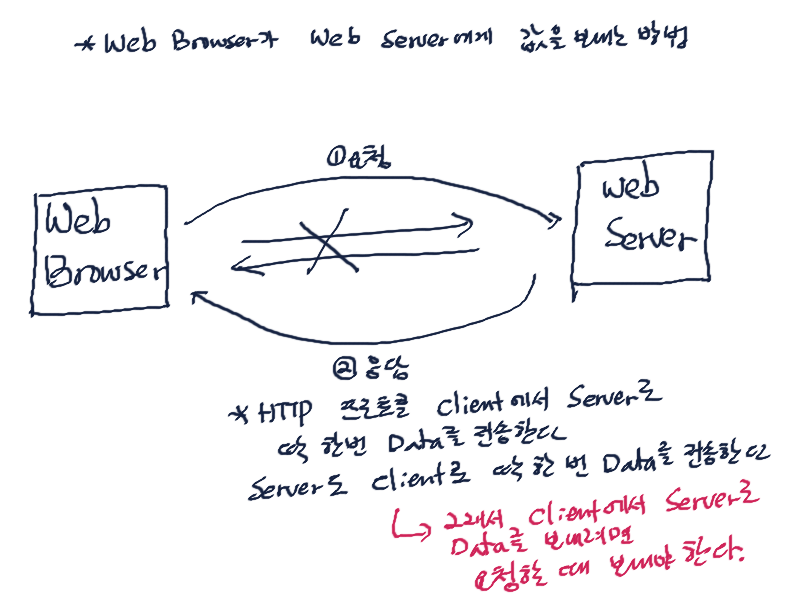 * Web Browser가 Web Server에게 값을 보내는 방법
① 요청
Web
Browser
Web
Server
② 응답
* HTTP 프로토콜 Client에서 Server로
딱 한번 Data를 전송한다
Server도 Client로 딱 한 번 Data를 전송한다
그래서 Client에서 Server로
Data를 보내려면
요청할 때 보내야 한다.